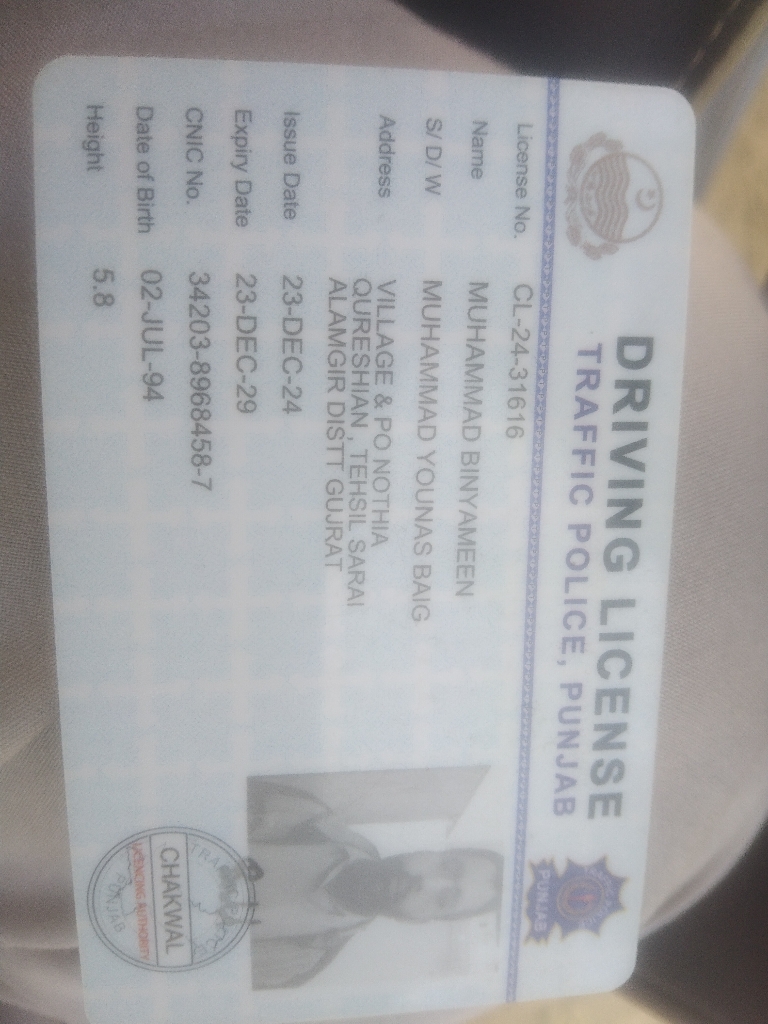 DRIVING LICENSE
TRAFFIC POLICE, PUNJAB
PUNJAB
License No. CL-24-31616
Name MUHAMMAD BINYAMEEN
S/ D/ W MUHAMMAD YOUNAS BAIG
Address VILLAGE & PO NOTHIA
QURESHIAN , TEHSIL SARAI
ALAMGIR DISTT GUJRAT
Issue Date 23-DEC-24
Expiry Date 23-DEC-29
CNIC No. 34203-8968458-7
Date of Birth 02-JUL-94
Height 5.8
CHAKWAL
LICENCING AUTHORITY
PUNJAB